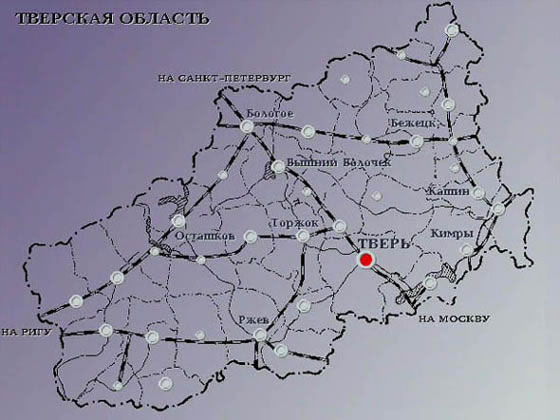 ТВЕРСКАЯ ОБЛАСТЬ
НА САНКТ-ПЕТЕРБУРГ
Бологое
Бежецк
Вышний Волочек
Кашин
Осташков
Торжок
ТВЕРЬ
Кимры
НА МОСКВУ
Ржев
НА РИГУ